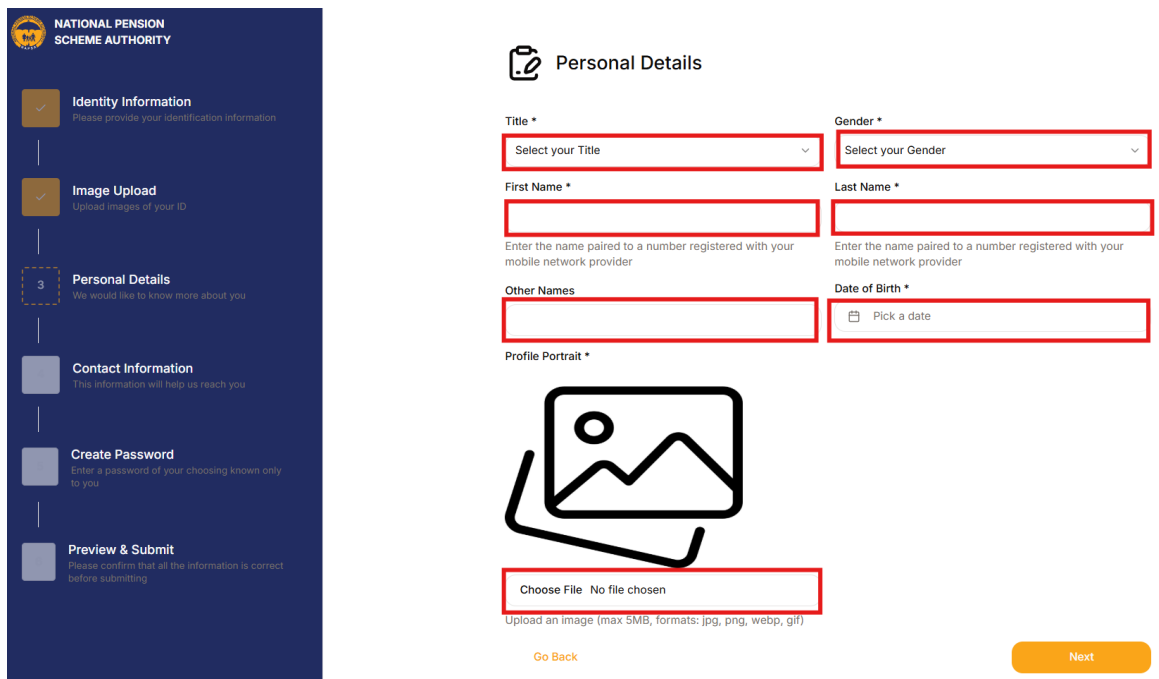 NATIONAL PENSION
SCHEME AUTHORITY
Identity Information
Please provide your identification information
Image Upload
Upload images of your ID
3
Personal Details
We would like to know more about you
Contact Information
This information will help us reach you
Create Password
Enter a password of your choosing known only
to you
Preview & Submit
Please confirm that all the information is correct
before submitting
Personal Details
Title *
Gender *
Select your Title
Select your Gender
First Name *
Last Name *
Enter the name paired to a number registered with your
mobile network provider
Enter the name paired to a number registered with your
mobile network provider
Other Names
Date of Birth *
Pick a date
Profile Portrait *
Choose File No file chosen
Upload an image (max 5MB, formats: jpg, png, webp, gif)
Go Back
Next